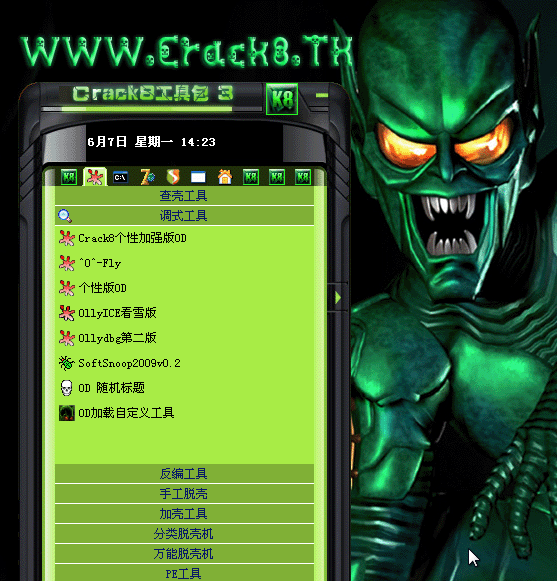 WWW.Crack8.TK
Crack8工具包 3
K8
6月7日 星期一 14:23
K8
C:\
K8
K8
K8
查壳工具
调式工具
Crack8个性加强版OD
^O^-Fly
个性版OD
OllyICE看雪版
Ollydbg第二版
SoftSnoop2009v0.2
OD 随机标题
OD加载自定义工具
反编工具
手工脱壳
加壳工具
分类脱壳机
万能脱壳机
PE工具